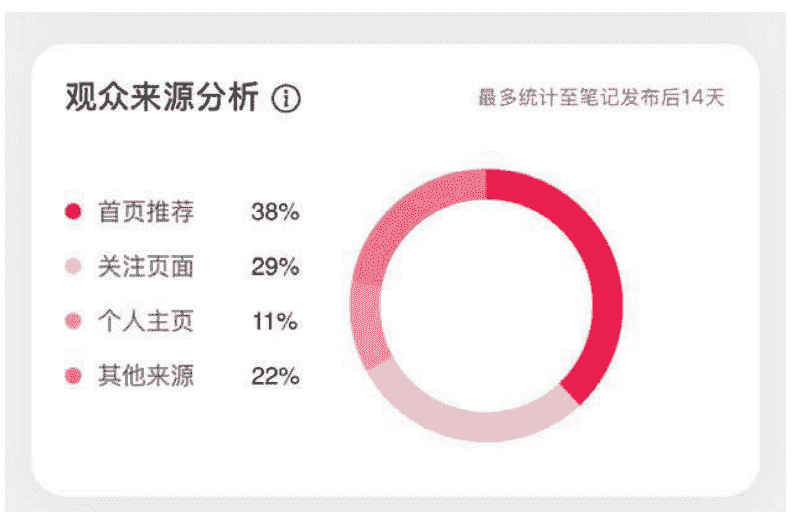 观众来源分析
最多统计至笔记发布后14天
首页推荐 38%
关注页面 29%
个人主页 11%
其他来源 22%